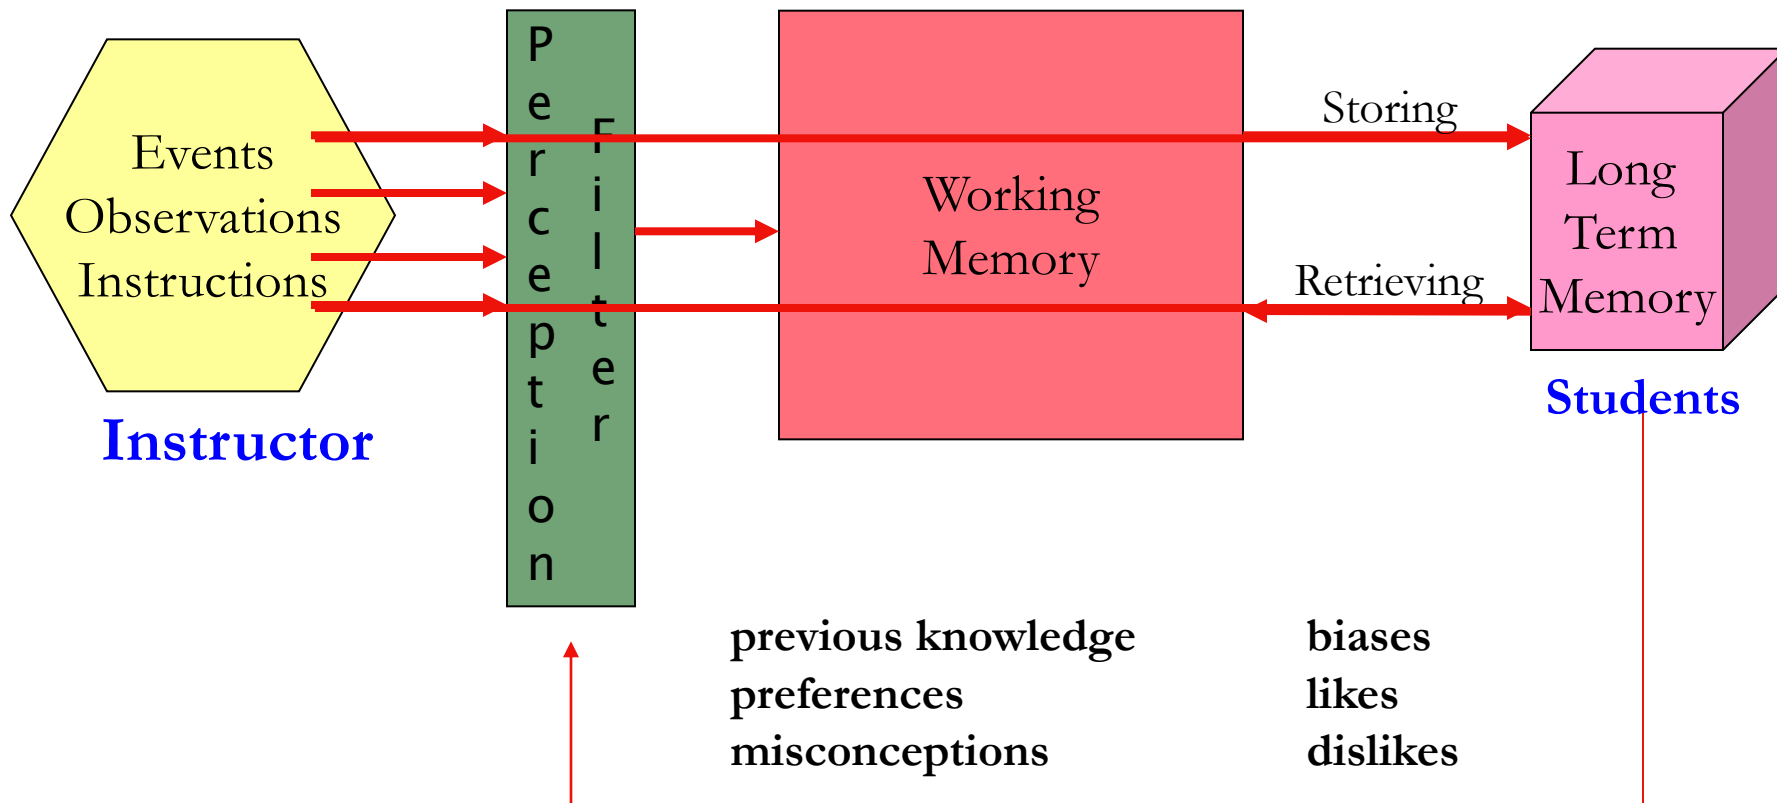 Events
Observations
Instructions
Instructor
Perception
Filter
Working
Memory
Storing
Retrieving
Long
Term
Memory
Students
previous knowledge
preferences
misconceptions
biases
likes
dislikes